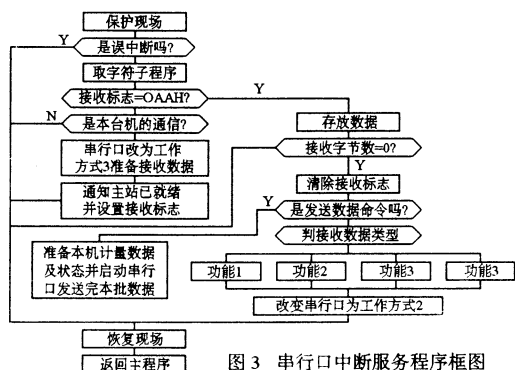 保护现场
Y
是误中断吗?
取字符子程序
接收标志=OAAH?
Y
N
是本台机的通信?
存放数据
串行口改为工作
方式3准备接收数据
接收字节数=0?
Y
清除接收标志
通知主站已就绪
并设置接收标志
Y
是发送数据命令吗?
判接收数据类型
准备本机计量数据
及状态并启动串行
口发送完本批数据
功能1
功能2
功能3
功能3
改变串行口为工作方式2
恢复现场
返回主程序
图 3 串行口中断服务程序框图